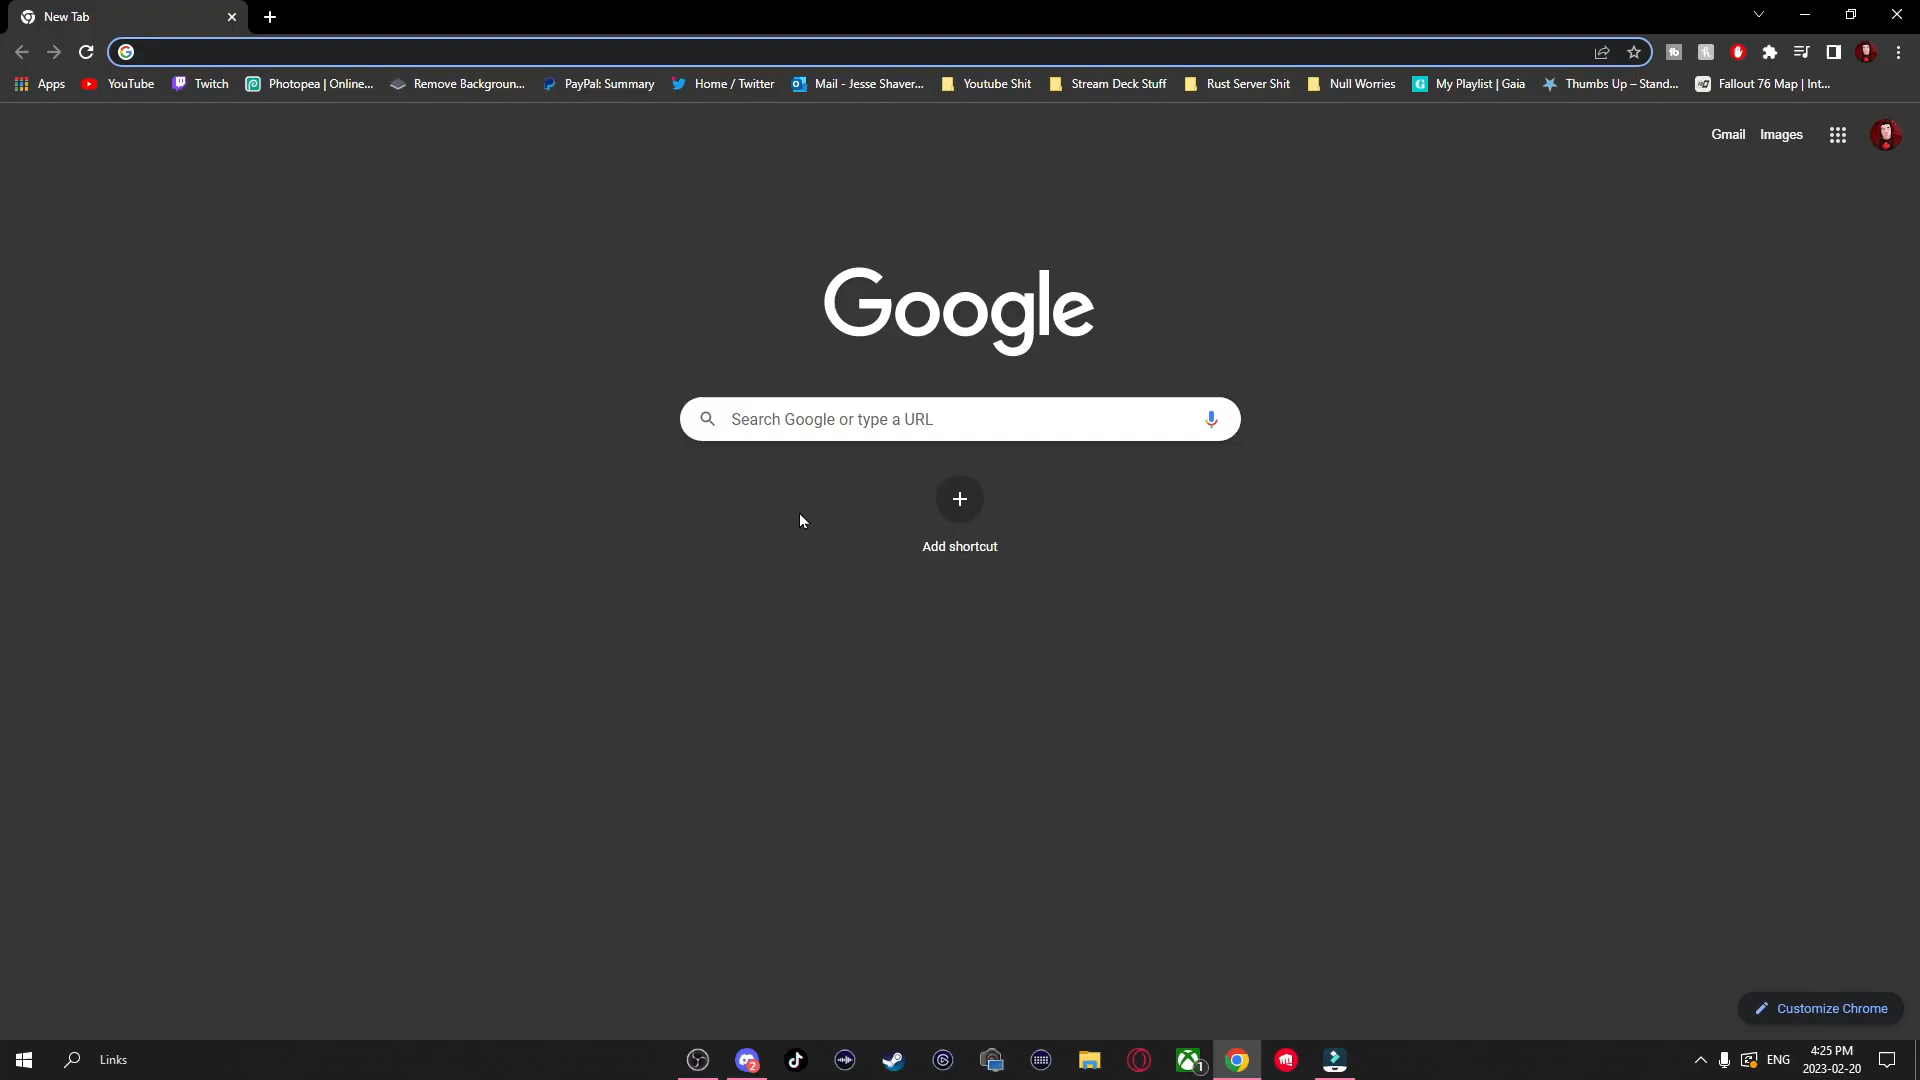 New Tab
Apps YouTube Twitch Photopea | Online... Remove Backgroun... PayPal: Summary Home / Twitter Mail - Jesse Shaver... Youtube Shit Stream Deck Stuff Rust Server Shit Null Worries My Playlist | Gaia Thumbs Up – Stand... Fallout 76 Map | Int...
Gmail Images
Google
Search Google or type a URL
Add shortcut
Customize Chrome
Links 2 1 ENG 4:25 PM
2023-02-20